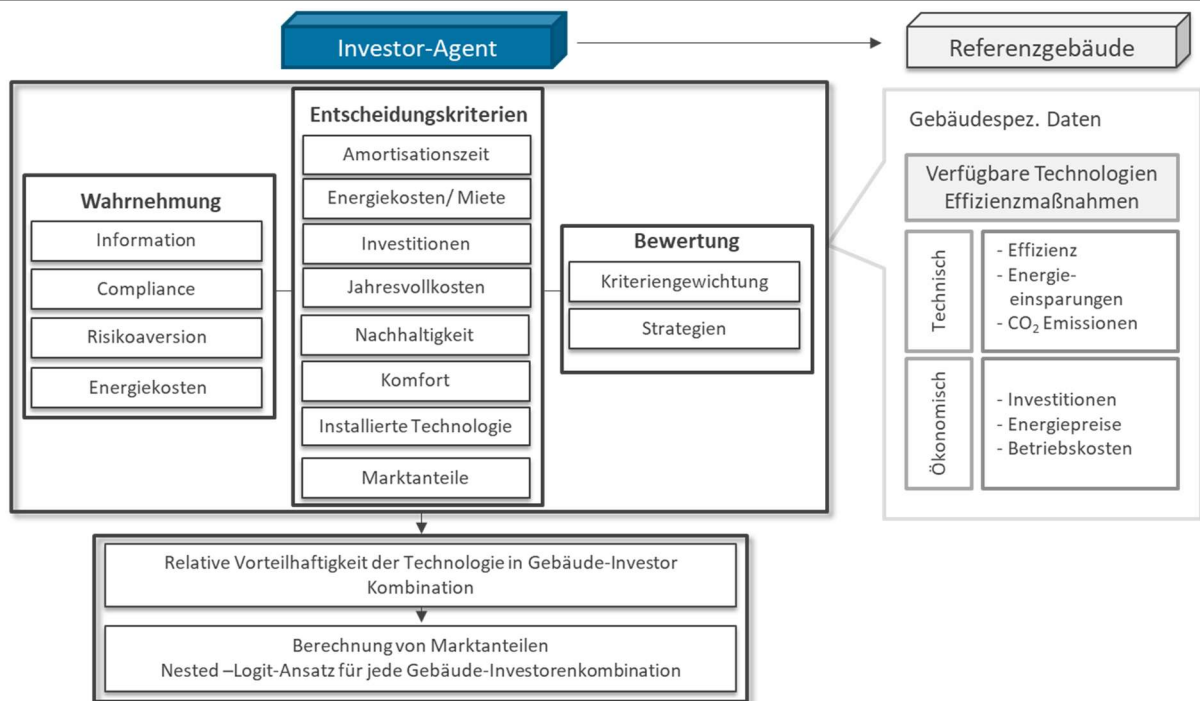 Investor-Agent
Referenzgebäude
Wahrnehmung
Information
Compliance
Risikoaversion
Energiekosten
Entscheidungskriterien
Amortisationszeit
Energiekosten/ Miete
Investitionen
Jahresvollkosten
Nachhaltigkeit
Komfort
Installierte Technologie
Marktanteile
Bewertung
Kriteriengewichtung
Strategien
Gebäudespez. Daten
Verfügbare Technologien
Effizienzmaßnahmen
Technisch
- Effizienz
- Energie-
einsparungen
- CO₂ Emissionen
Ökonomisch
- Investitionen
- Energiepreise
- Betriebskosten
Relative Vorteilhaftigkeit der Technologie in Gebäude-Investor
Kombination
Berechnung von Marktanteilen
Nested –Logit-Ansatz für jede Gebäude-Investorenkombination